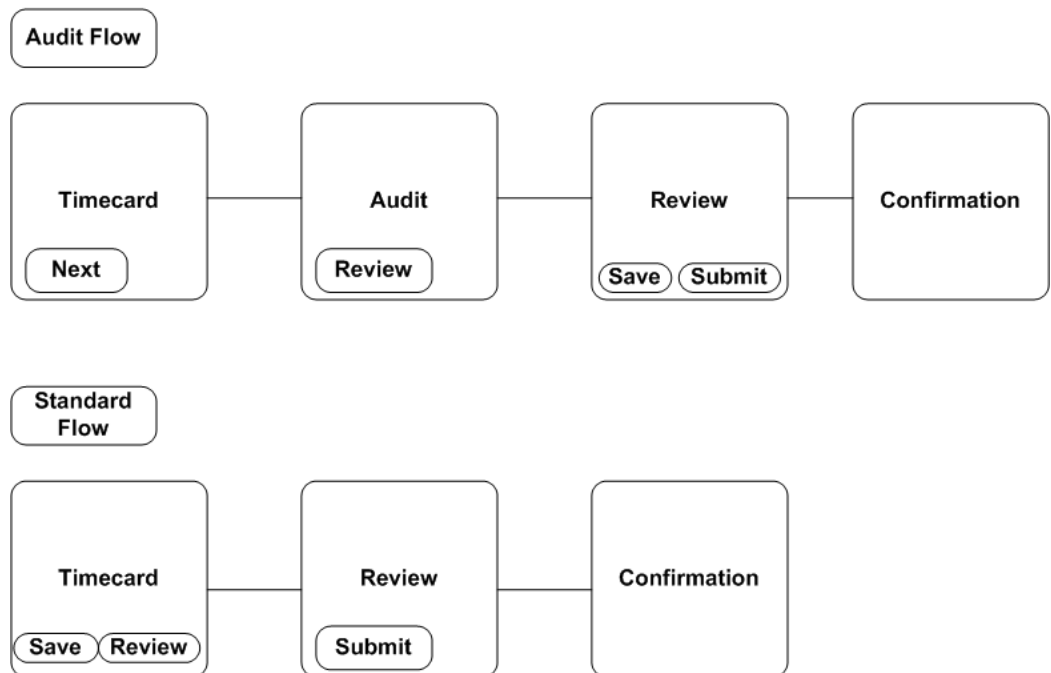 Audit Flow
Timecard
Audit
Review
Confirmation
Next
Review
Save
Submit
Standard
Flow
Timecard
Review
Confirmation
Save
Review
Submit